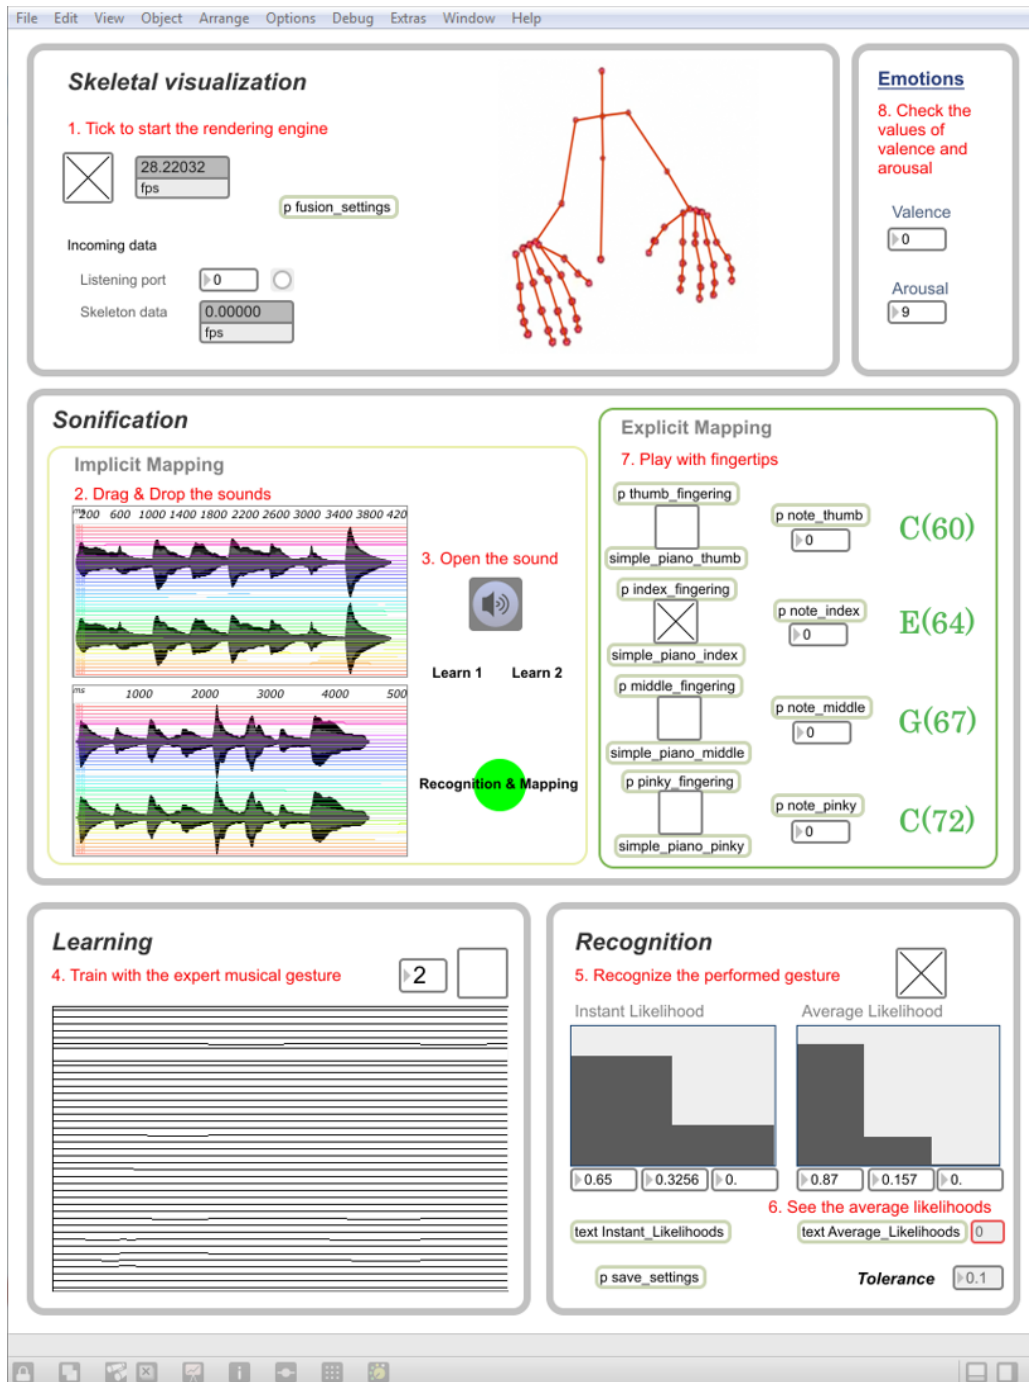 File Edit View Object Arrange Options Debug Extras Window Help
Skeletal visualization
1. Tick to start the rendering engine
28.22032
fps
p fusion_settings
Incoming data
Listening port 0
Skeleton data 0.00000
fps
Emotions
8. Check the
values of
valence and
arousal
Valence
0
Arousal
9
Sonification
Implicit Mapping
2. Drag & Drop the sounds
ms 200 600 1000 1400 1800 2200 2600 3000 3400 3800 420
3. Open the sound
Learn 1 Learn 2
ms 1000 2000 3000 4000 500
Recognition & Mapping
Explicit Mapping
7. Play with fingertips
p thumb_fingering
p note_thumb
0
C(60)
simple_piano_thumb
p index_fingering
p note_index
0
E(64)
simple_piano_index
p middle_fingering
p note_middle
0
G(67)
simple_piano_middle
p pinky_fingering
p note_pinky
0
C(72)
simple_piano_pinky
Learning
4. Train with the expert musical gesture
2
Recognition
5. Recognize the performed gesture
Instant Likelihood Average Likelihood
0.65 0.3256 0. 0.87 0.157 0.
6. See the average likelihoods
text Instant_Likelihoods text Average_Likelihoods 0
p save_settings Tolerance 0.1